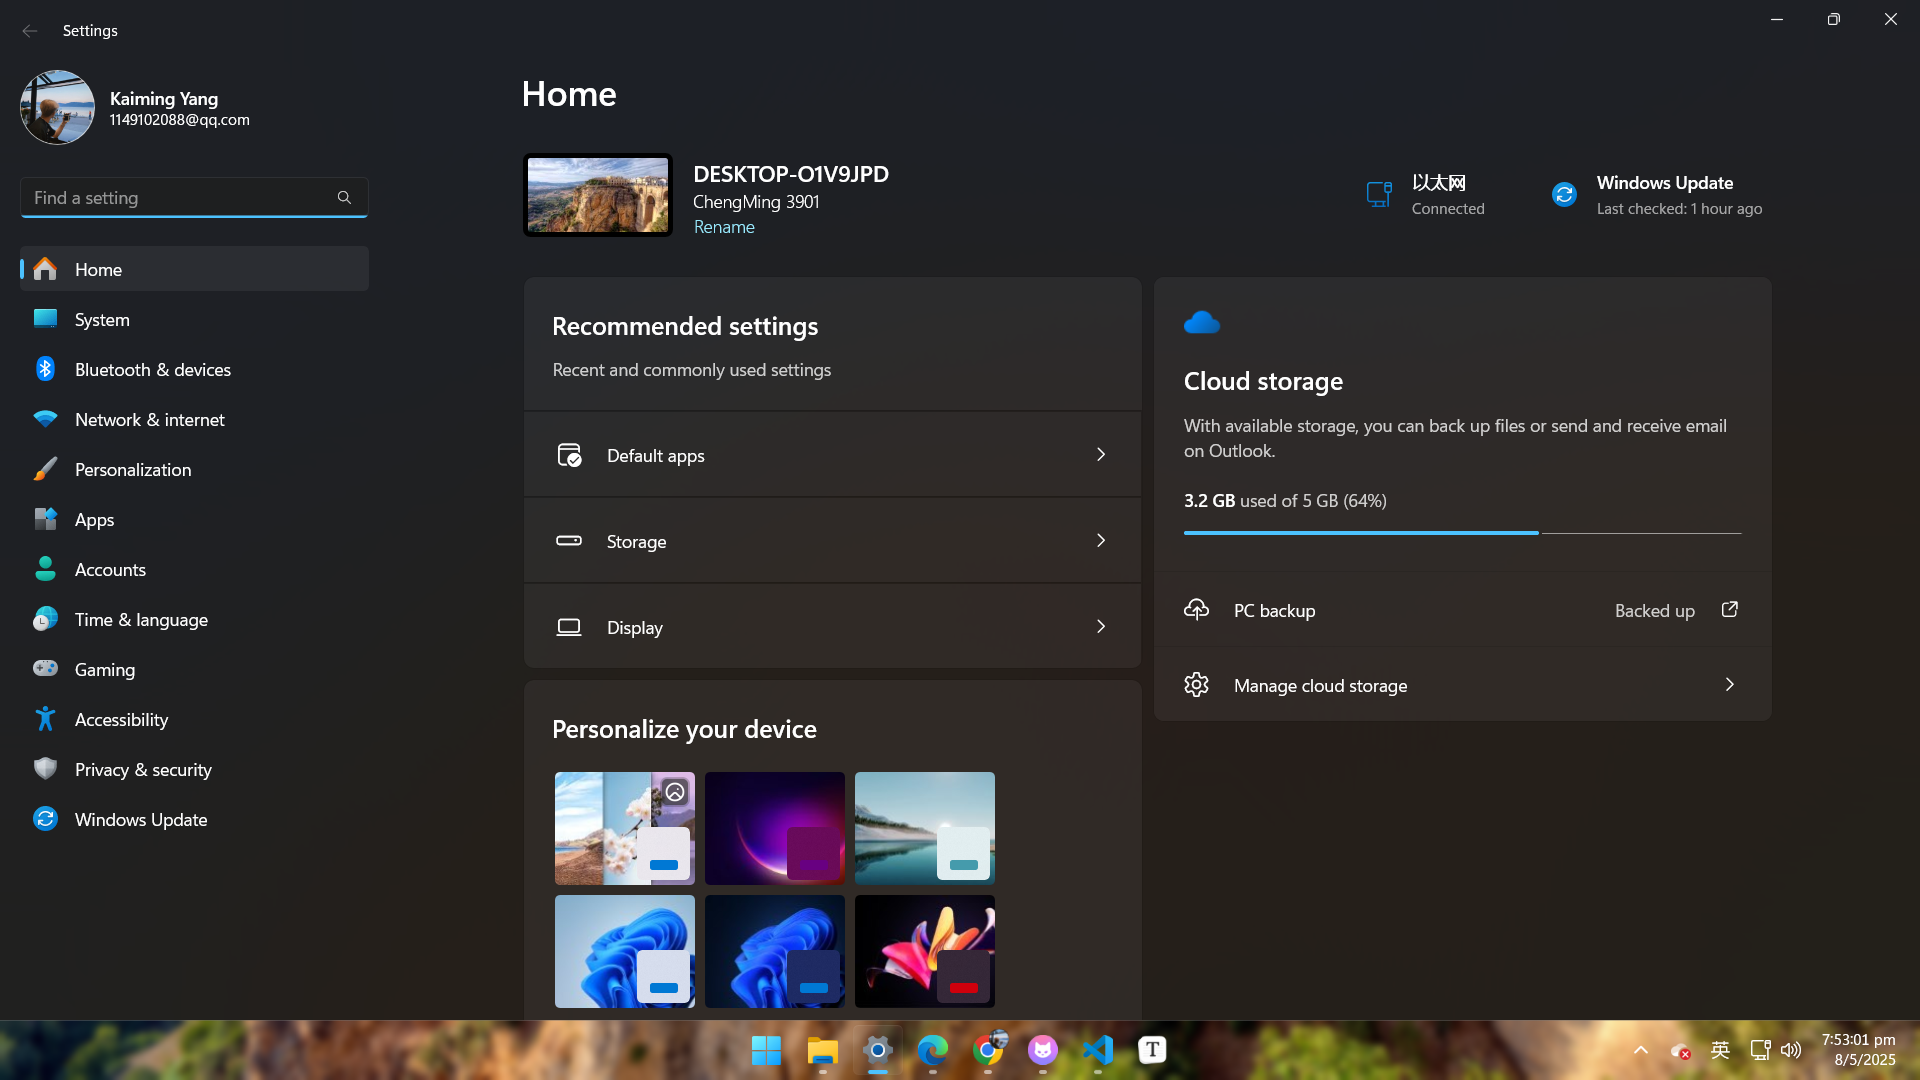 Settings
Kaiming Yang
1149102088@qq.com
Find a setting
Home
System
Bluetooth & devices
Network & internet
Personalization
Apps
Accounts
Time & language
Gaming
Accessibility
Privacy & security
Windows Update
Home
DESKTOP-O1V9JPD
ChengMing 3901
Rename
以太网
Connected
Windows Update
Last checked: 1 hour ago
Recommended settings
Recent and commonly used settings
Default apps
Storage
Display
Personalize your device
Cloud storage
With available storage, you can back up files or send and receive email
on Outlook.
3.2 GB used of 5 GB (64%)
PC backup
Backed up
Manage cloud storage
T
英
7:53:01 pm
8/5/2025